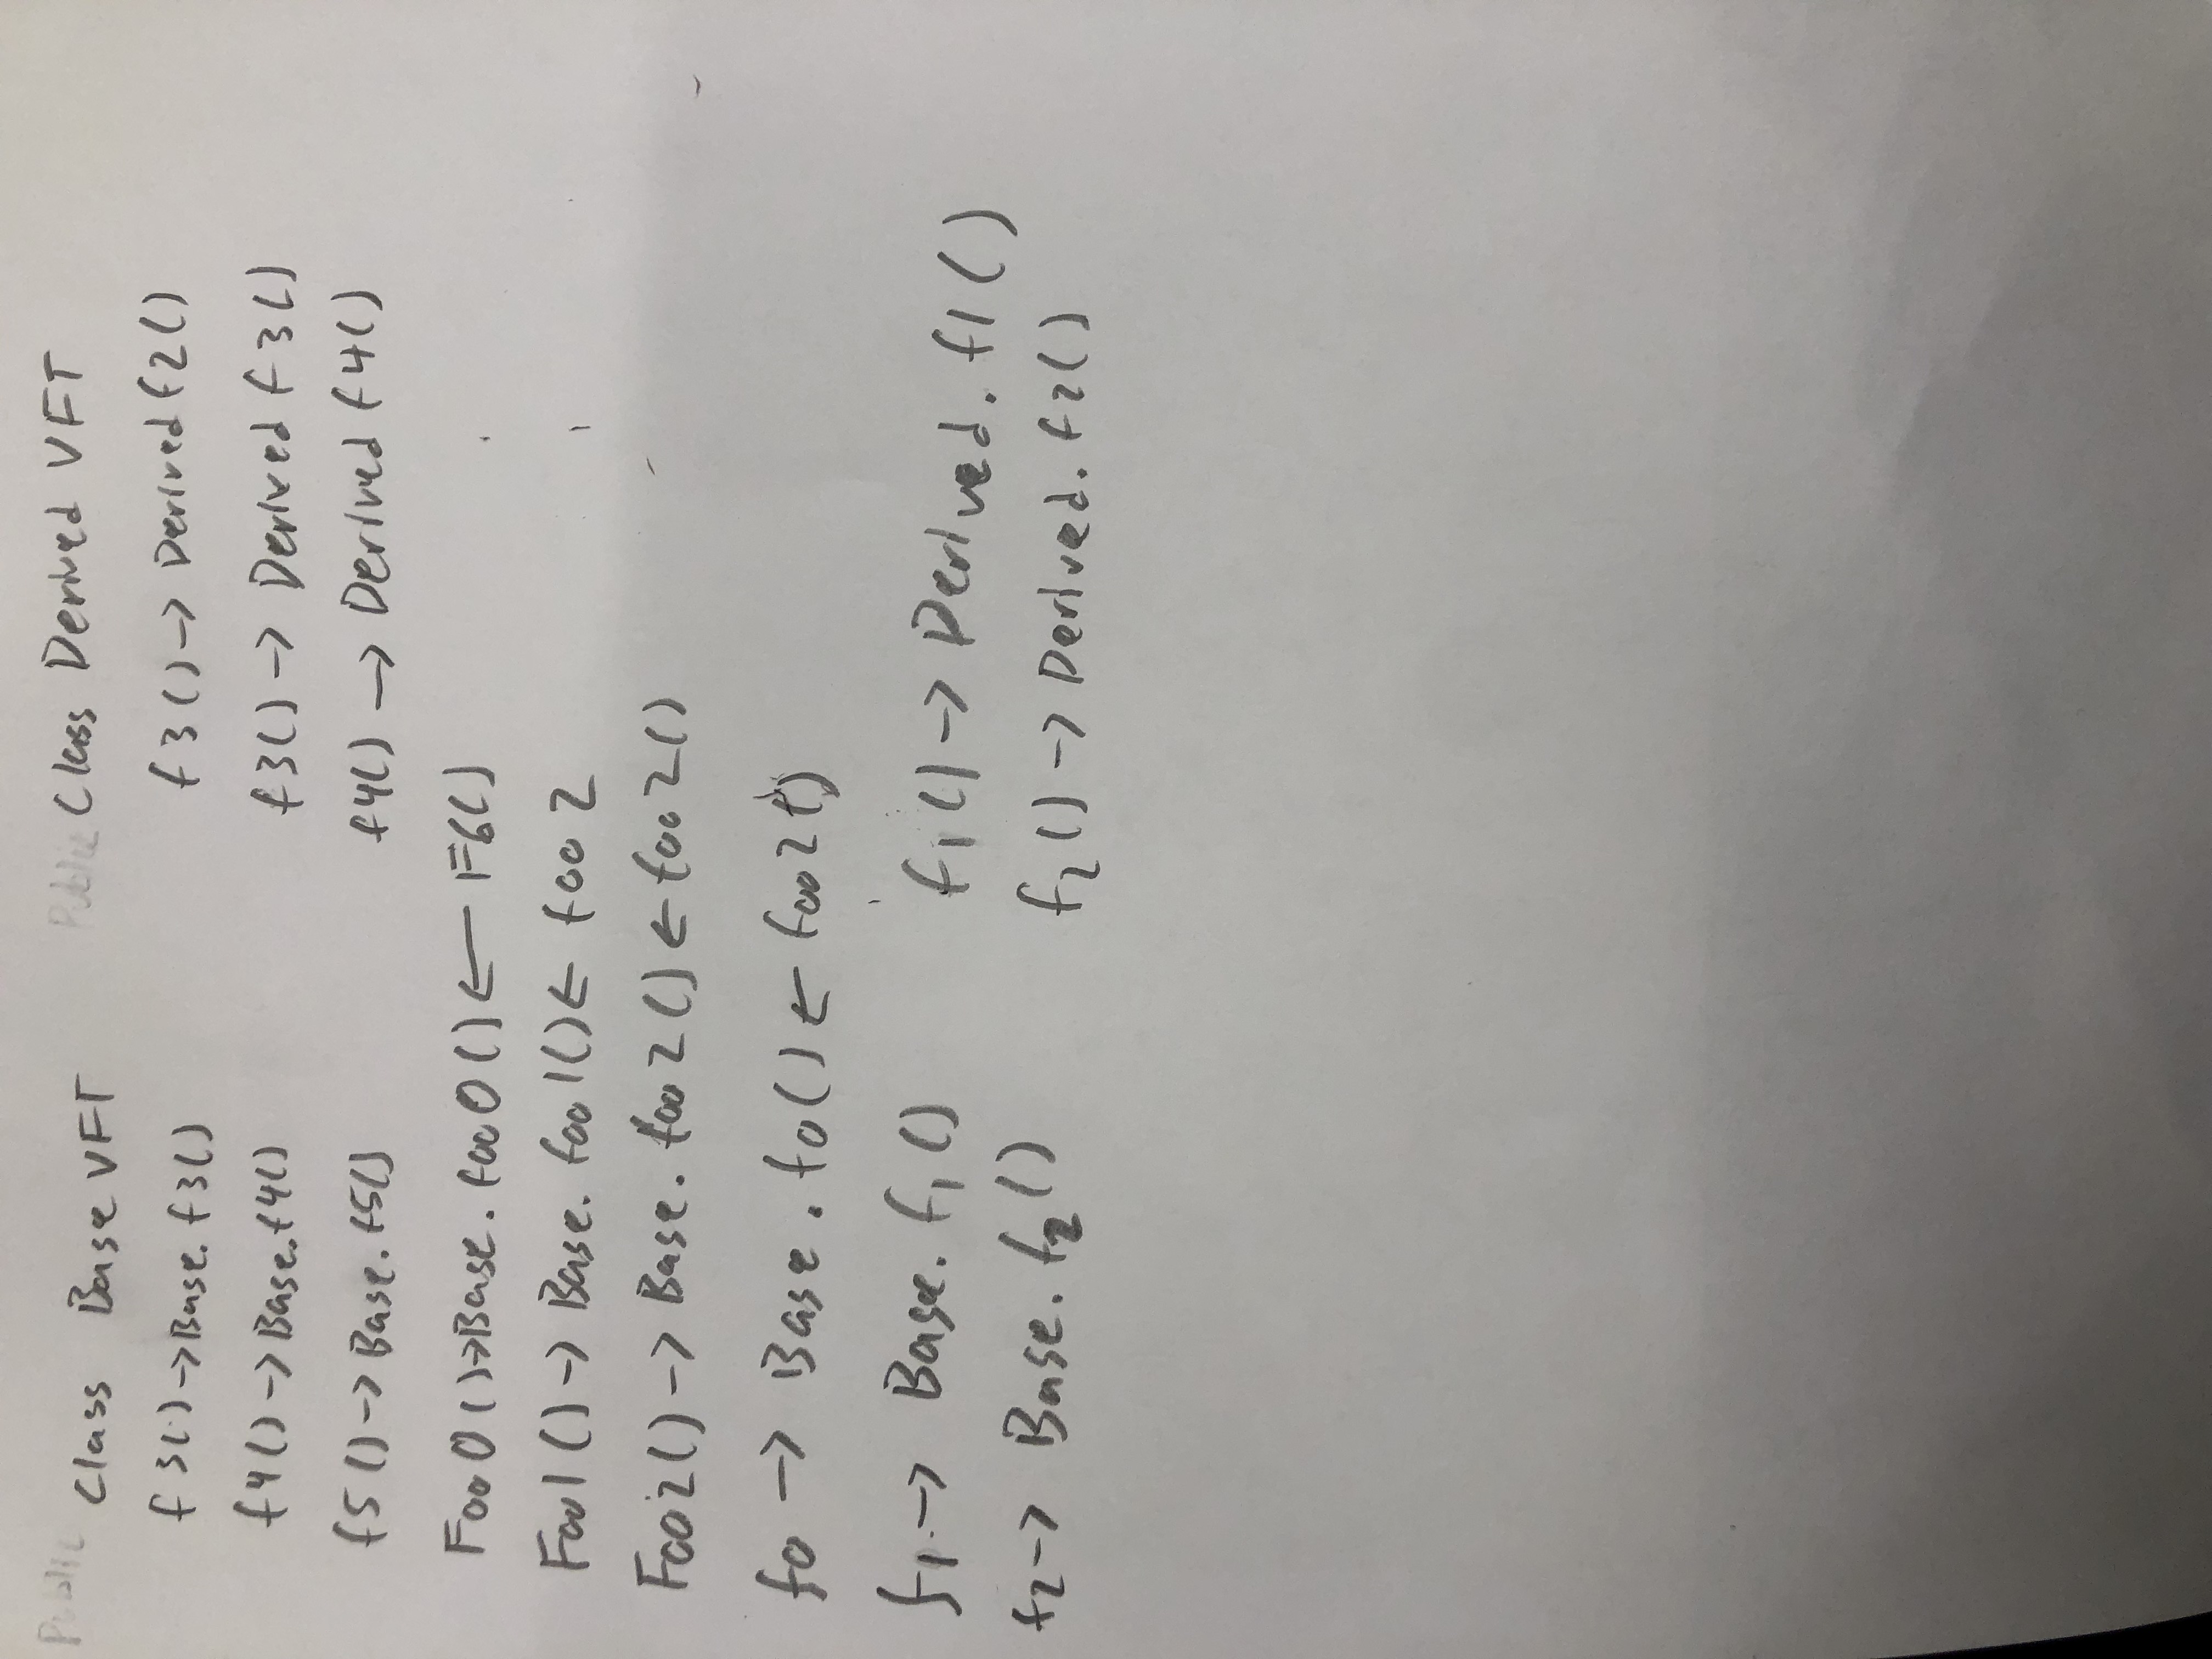 Public Class Base VFT
Public Class Derived VFT
f3() -> Base. f3()
f3() -> Derived f2()
f4() -> Base. f4()
f3() -> Derived f3()
f5() -> Base. f5()
f4() -> Derived f4()
Foo0() -> Base. foo0() <- F6()
Foo1() -> Base. foo1() <- foo2
Foo2() -> Base. foo2() <- foo2()
f0 -> Base. f0() <- foo2()
f1 -> Base. f1()
f1() -> Derived. f1()
f2 -> Base. f2()
f2() -> Derived. f2()